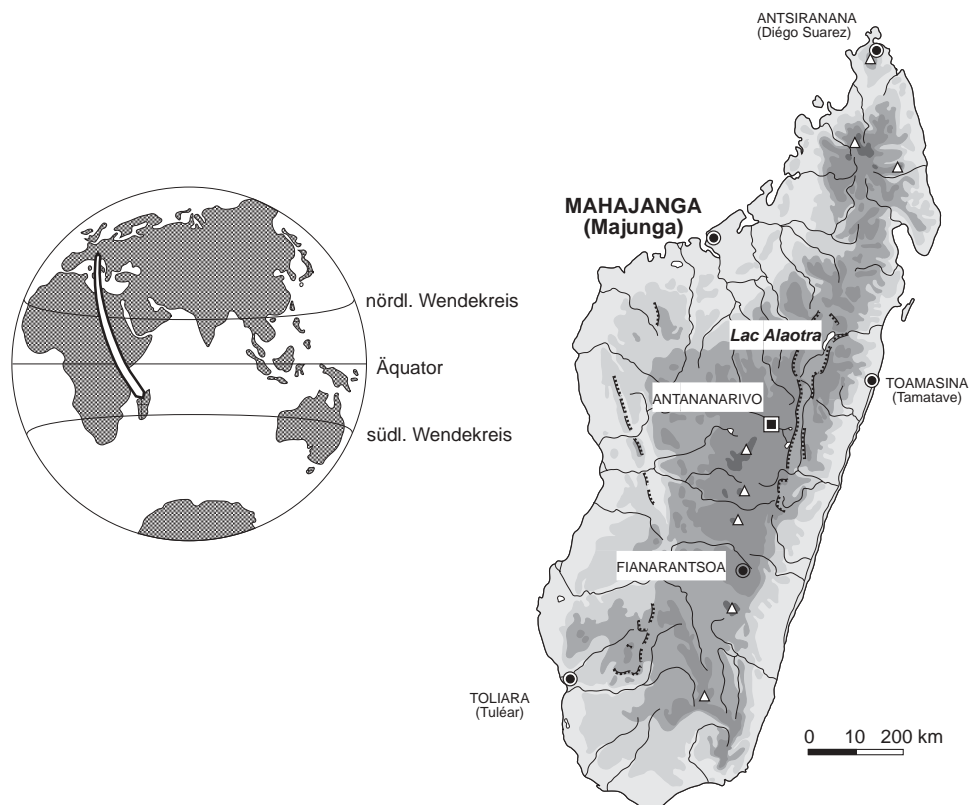 ANTSIRANANA
(Diégo Suarez)
MAHAJANGA
(Majunga)
nördl. Wendekreis
Lac Alaotra
Äquator
TOAMASINA
(Tamatave)
ANTANANARIVO
südl. Wendekreis
FIANARANTSOA
TOLIARA
(Tuléar)
0 10 200 km